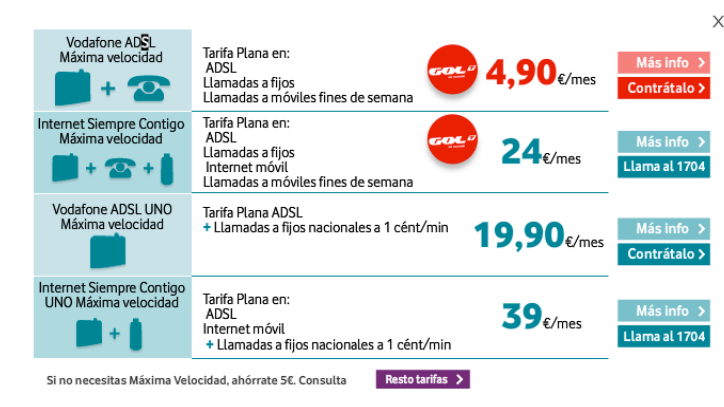 X
Vodafone ADSL
Máxima velocidad
+
Tarifa Plana en:
ADSL
Llamadas a fijos
Llamadas a móviles fines de semana
GOL
4,90€/mes
Más info >
Contrátalo >
Internet Siempre Contigo
Máxima velocidad
+ +
Tarifa Plana en:
ADSL
Llamadas a fijos
Internet móvil
Llamadas a móviles fines de semana
GOL
24€/mes
Más info >
Llama al 1704
Vodafone ADSL UNO
Máxima velocidad
Tarifa Plana ADSL
+ Llamadas a fijos nacionales a 1 cént/min
19,90€/mes
Más info >
Contrátalo >
Internet Siempre Contigo
UNO Máxima velocidad
+
Tarifa Plana en:
ADSL
Internet móvil
+ Llamadas a fijos nacionales a 1 cént/min
39€/mes
Más info >
Llama al 1704
Si no necesitas Máxima Velocidad, ahórrate 5€. Consulta
Resto tarifas >